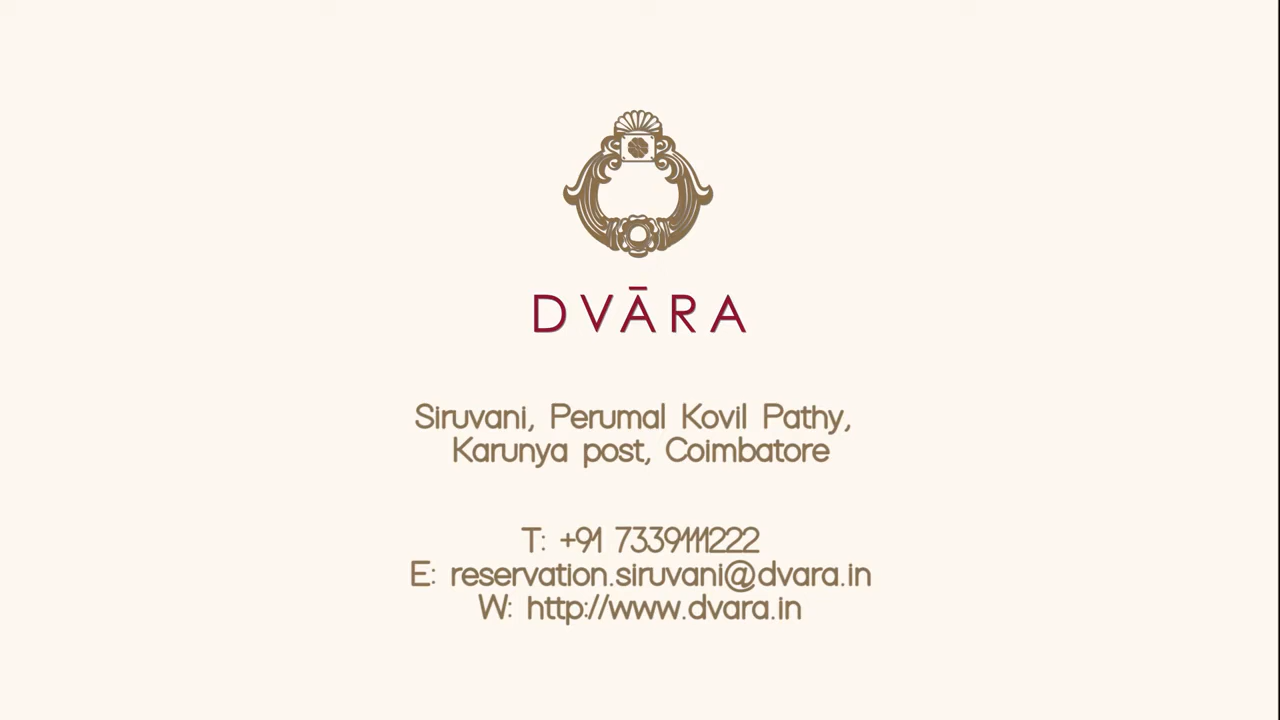 DVĀRA
Siruvani, Perumal Kovil Pathy,
Karunya post, Coimbatore
T: +91 7339111222
E: reservation.siruvani@dvara.in
W: http://www.dvara.in